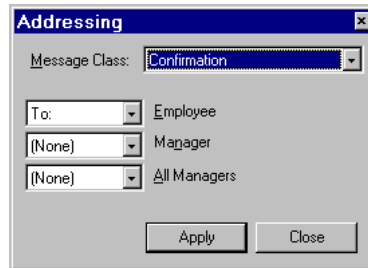 Addressing
Message Class: Confirmation
To: Employee
(None) Manager
(None) All Managers
Apply Close